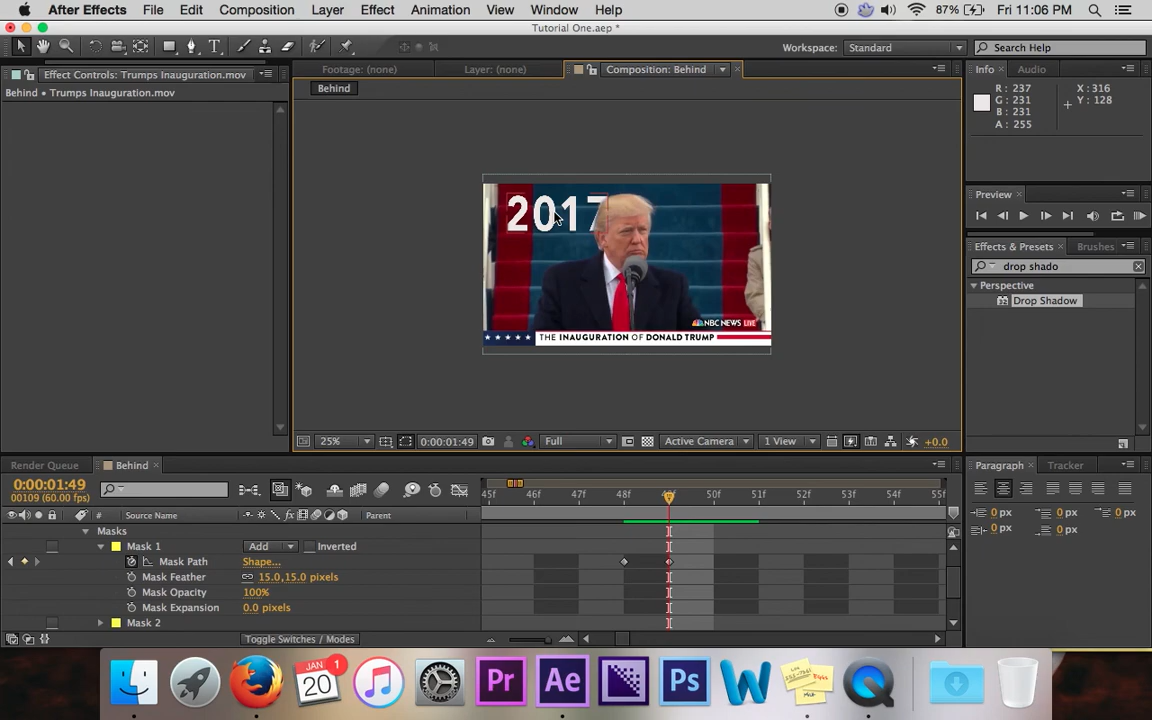 After Effects File Edit Composition Layer Effect Animation View Window Help 87% Fri 11:06 PM
Tutorial One.aep *
Workspace: Standard Search Help
Effect Controls: Trumps Inauguration.mov Footage: (none) Layer: (none) Composition: Behind Info Audio
Behind • Trumps Inauguration.mov Behind
R: 237 X: 316
G: 231 Y: 128
B: 231
A: 255
Preview
2017
Effects & Presets Brushes
drop shado
Perspective
Drop Shadow
NBC NEWS LIVE
THE INAUGURATION OF DONALD TRUMP
25% 0:00:01:49 Full Active Camera 1 View +0.0
Render Queue Behind Paragraph Tracker
0:00:01:49
00109 (60.00 fps)
45f 46f 47f 48f 49f 50f 51f 52f 53f 54f 55f
Source Name Parent
0 px 0 px 0 px
0 px 0 px
Masks
Mask 1 Add Inverted
Mask Path Shape...
Mask Feather 15.0,15.0 pixels
Mask Opacity 100%
Mask Expansion 0.0 pixels
Mask 2
Toggle Switches / Modes
JAN 1
20
Pr Ae Ps W